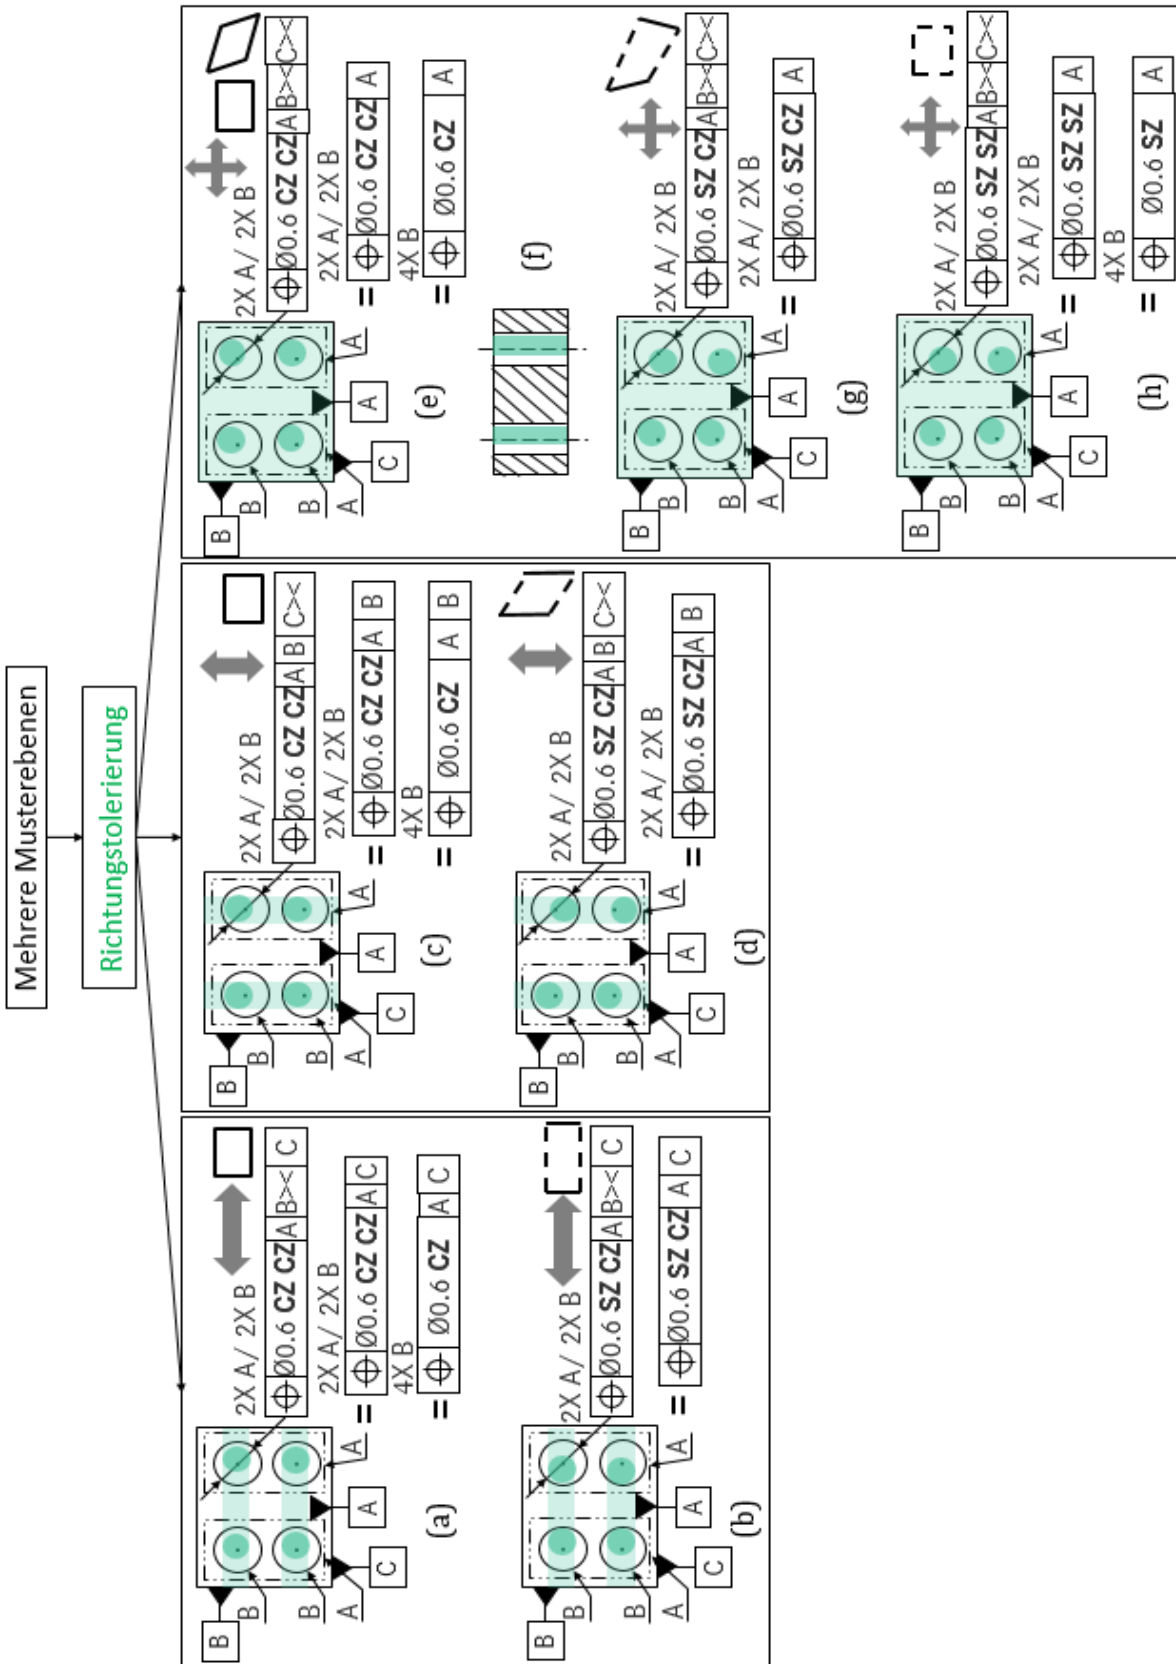 Mehrere Musterebenen
Richtungstolerierung
2X A/ 2X B
⌖ Ø0.6 CZ CZ A B>< C
2X A/ 2X B
= ⌖ Ø0.6 CZ CZ A C
4X B
= ⌖ Ø0.6 CZ A C
B
B
B
A
C
A
A
(a)
2X A/ 2X B
⌖ Ø0.6 SZ CZ A B>< C
= ⌖ Ø0.6 SZ CZ A C
B
B
B
A
C
A
A
(b)
2X A/ 2X B
⌖ Ø0.6 CZ CZ A B C><
2X A/ 2X B
= ⌖ Ø0.6 CZ CZ A B
4X B
= ⌖ Ø0.6 CZ A B
B
B
B
A
C
A
A
(c)
2X A/ 2X B
⌖ Ø0.6 SZ CZ A B C><
2X A/ 2X B
= ⌖ Ø0.6 SZ CZ A B
B
B
B
A
C
A
A
(d)
2X A/ 2X B
⌖ Ø0.6 CZ CZ A B>< C><
2X A/ 2X B
= ⌖ Ø0.6 CZ CZ A
4X B
= ⌖ Ø0.6 CZ A
B
B
B
A
C
A
A
(e)
(f)
2X A/ 2X B
⌖ Ø0.6 SZ CZ A B>< C><
2X A/ 2X B
= ⌖ Ø0.6 SZ CZ A
B
B
B
A
C
A
A
(g)
2X A/ 2X B
⌖ Ø0.6 SZ SZ A B>< C><
2X A/ 2X B
= ⌖ Ø0.6 SZ SZ A
4X B
= ⌖ Ø0.6 SZ A
B
B
B
A
C
A
A
(h)